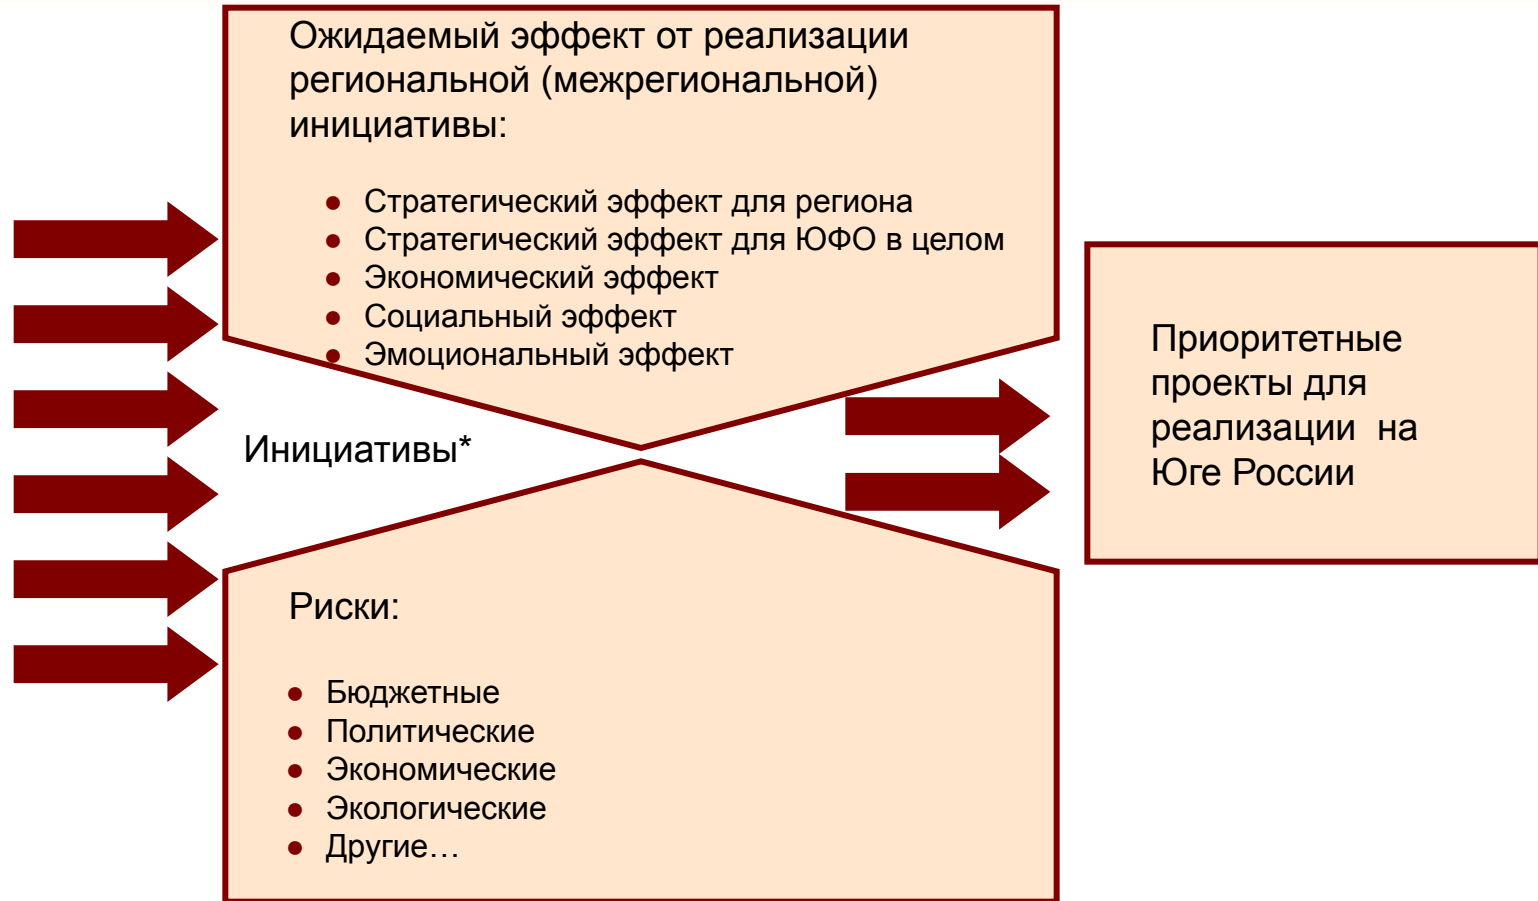 Ожидаемый эффект от реализации
региональной (межрегиональной)
инициативы:
● Стратегический эффект для региона
● Стратегический эффект для ЮФО в целом
● Экономический эффект
● Социальный эффект
● Эмоциональный эффект
Инициативы*
Риски:
● Бюджетные
● Политические
● Экономические
● Экологические
● Другие…
Приоритетные
проекты для
реализации на
Юге России